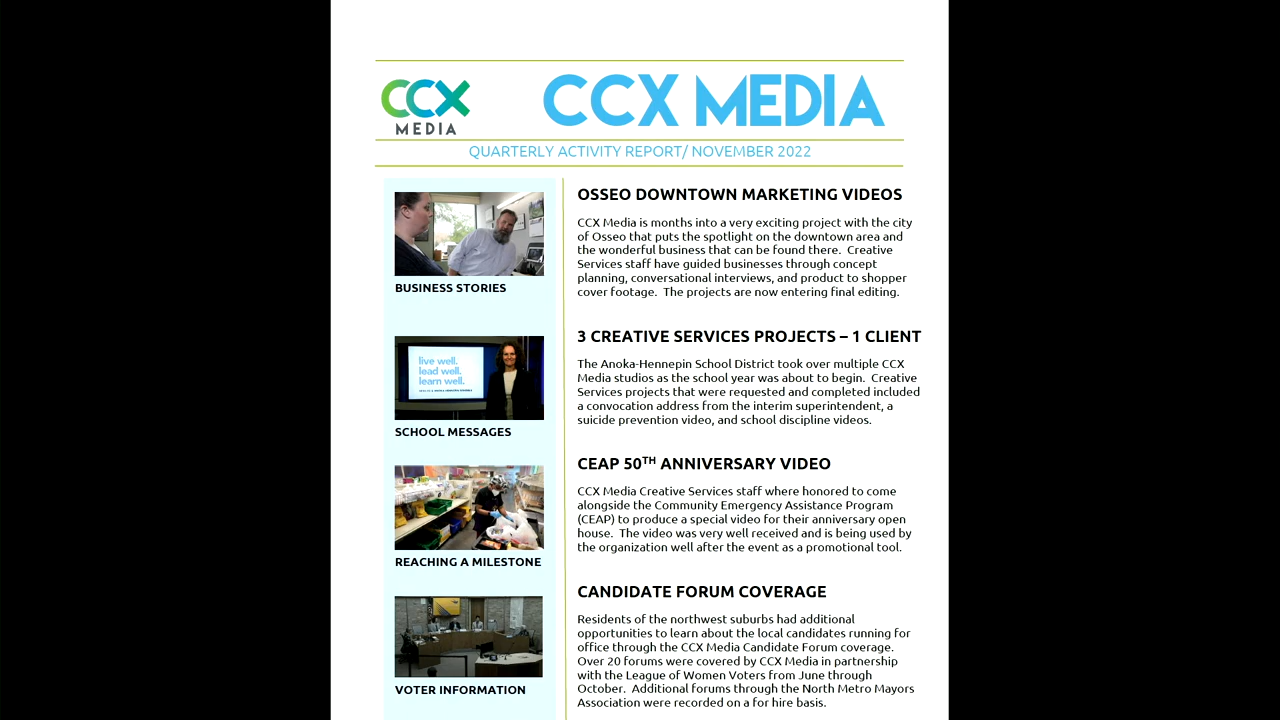 CCX
MEDIA
CCX MEDIA
QUARTERLY ACTIVITY REPORT/ NOVEMBER 2022
BUSINESS STORIES
live well.
lead well.
learn well.
SCHOOL MESSAGES
REACHING A MILESTONE
VOTER INFORMATION
OSSEO DOWNTOWN MARKETING VIDEOS
CCX Media is months into a very exciting project with the city
of Osseo that puts the spotlight on the downtown area and
the wonderful business that can be found there.  Creative
Services staff have guided businesses through concept
planning, conversational interviews, and product to shopper
cover footage.  The projects are now entering final editing.
3 CREATIVE SERVICES PROJECTS – 1 CLIENT
The Anoka-Hennepin School District took over multiple CCX
Media studios as the school year was about to begin.  Creative
Services projects that were requested and completed included
a convocation address from the interim superintendent, a
suicide prevention video, and school discipline videos.
CEAP 50TH ANNIVERSARY VIDEO
CCX Media Creative Services staff where honored to come
alongside the Community Emergency Assistance Program
(CEAP) to produce a special video for their anniversary open
house.  The video was very well received and is being used by
the organization well after the event as a promotional tool.
CANDIDATE FORUM COVERAGE
Residents of the northwest suburbs had additional
opportunities to learn about the local candidates running for
office through the CCX Media Candidate Forum coverage.
Over 20 forums were covered by CCX Media in partnership
with the League of Women Voters from June through
October.  Additional forums through the North Metro Mayors
Association were recorded on a for hire basis.